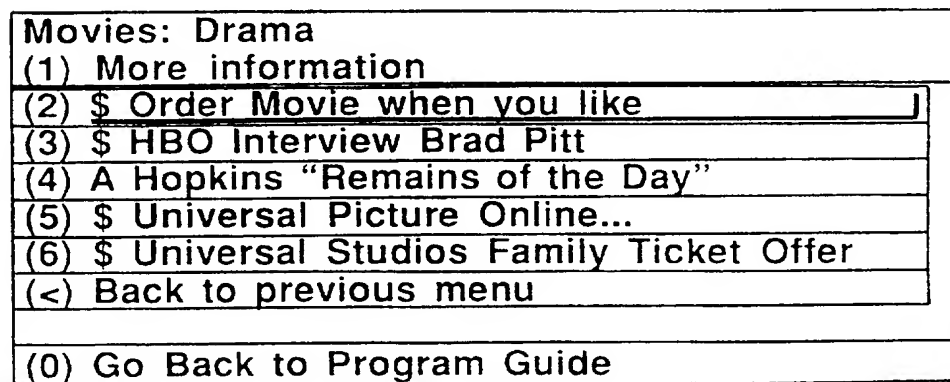 Movies: Drama
(1) More information
(2) $ Order Movie when you like
(3) $ HBO Interview Brad Pitt
(4) A Hopkins “Remains of the Day”
(5) $ Universal Picture Online...
(6) $ Universal Studios Family Ticket Offer
(<) Back to previous menu
(0) Go Back to Program Guide